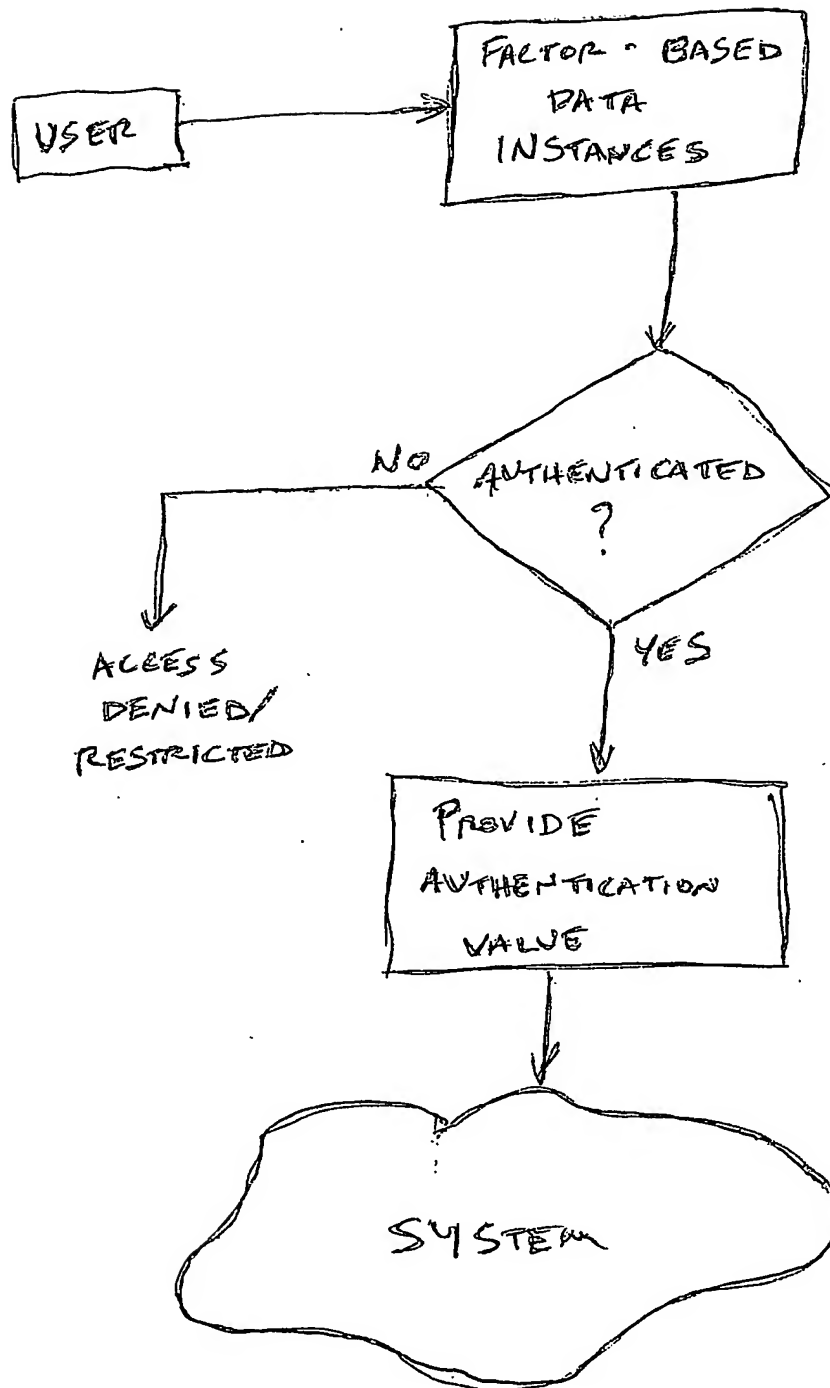 USER
FACTOR - BASED
DATA
INSTANCES
NO
AUTHENTICATED
?
YES
ACCESS
DENIED/
RESTRICTED
PROVIDE
AUTHENTICATION
VALUE
SYSTEM